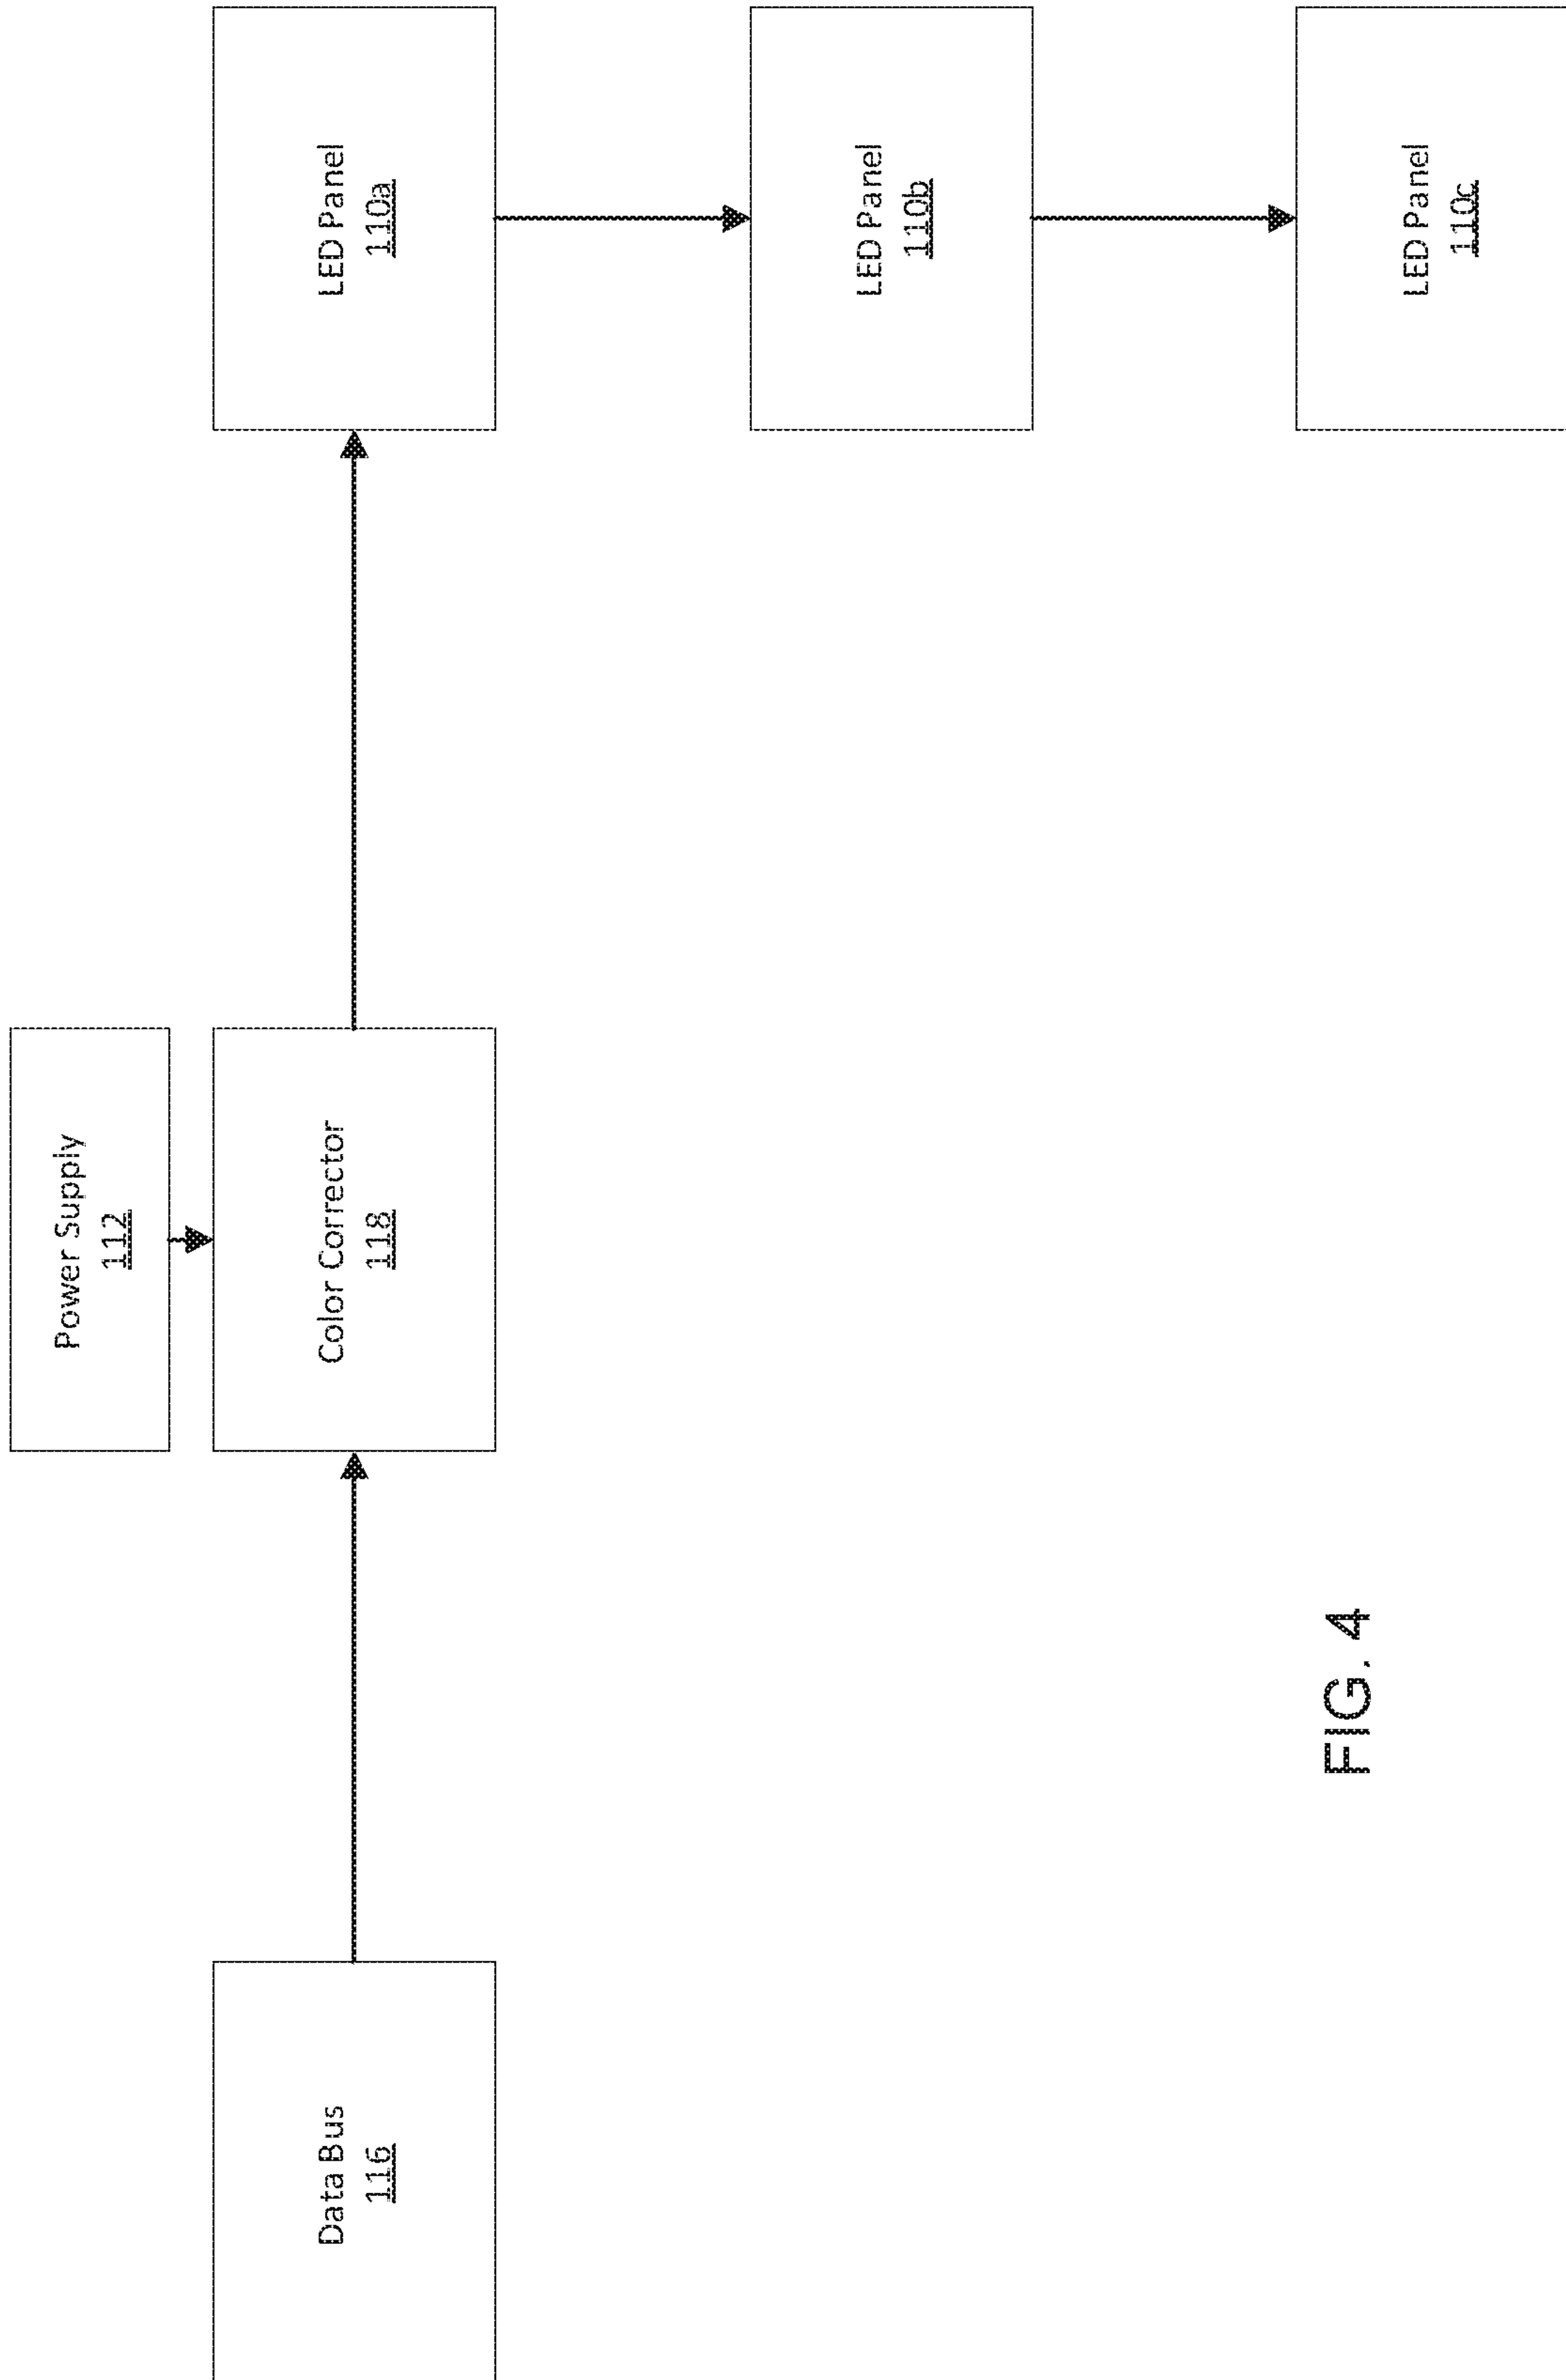 Power Supply
112
Data Bus
116
Color Corrector
118
LED Panel
110a
LED Panel
110b
LED Panel
110c
FIG. 4